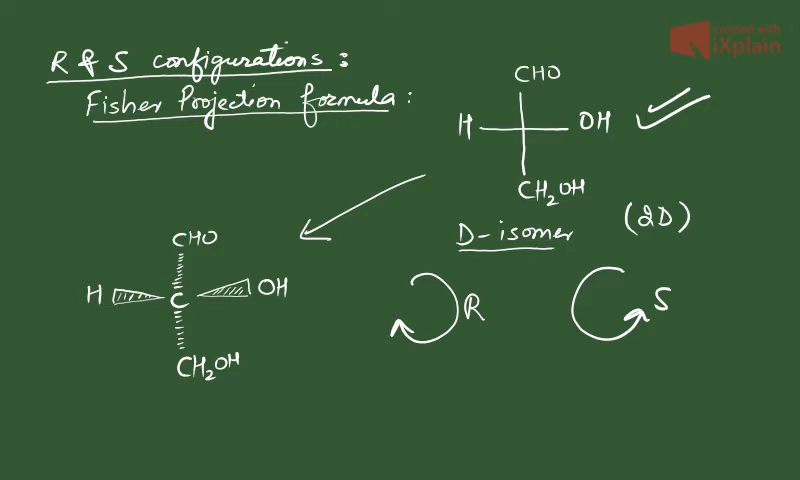 R & S configurations :
Fisher Projection formula :
created with
iXplain
CHO
H OH
CH2OH
D-isomer (2D)
CHO
H C OH
CH2OH
R S